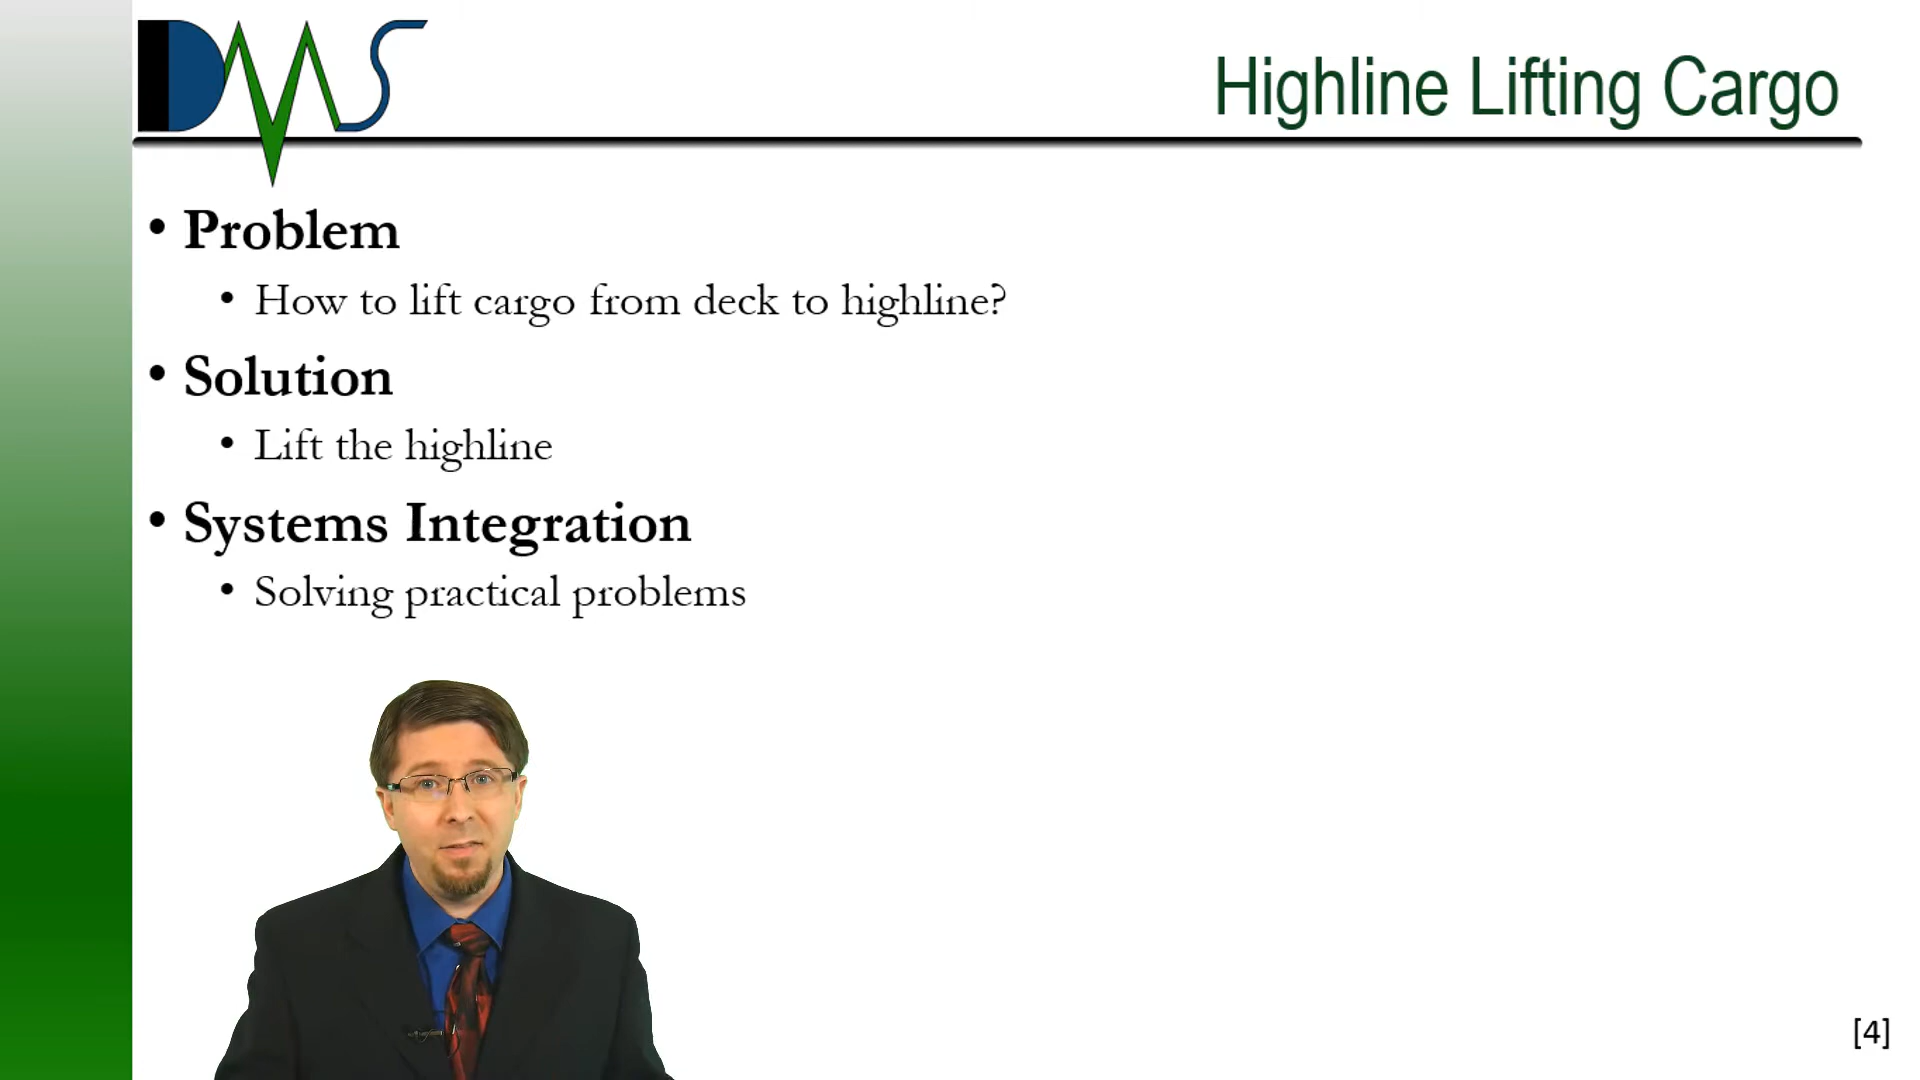 DMS
Highline Lifting Cargo
• Problem
• How to lift cargo from deck to highline?
• Solution
• Lift the highline
• Systems Integration
• Solving practical problems
[4]